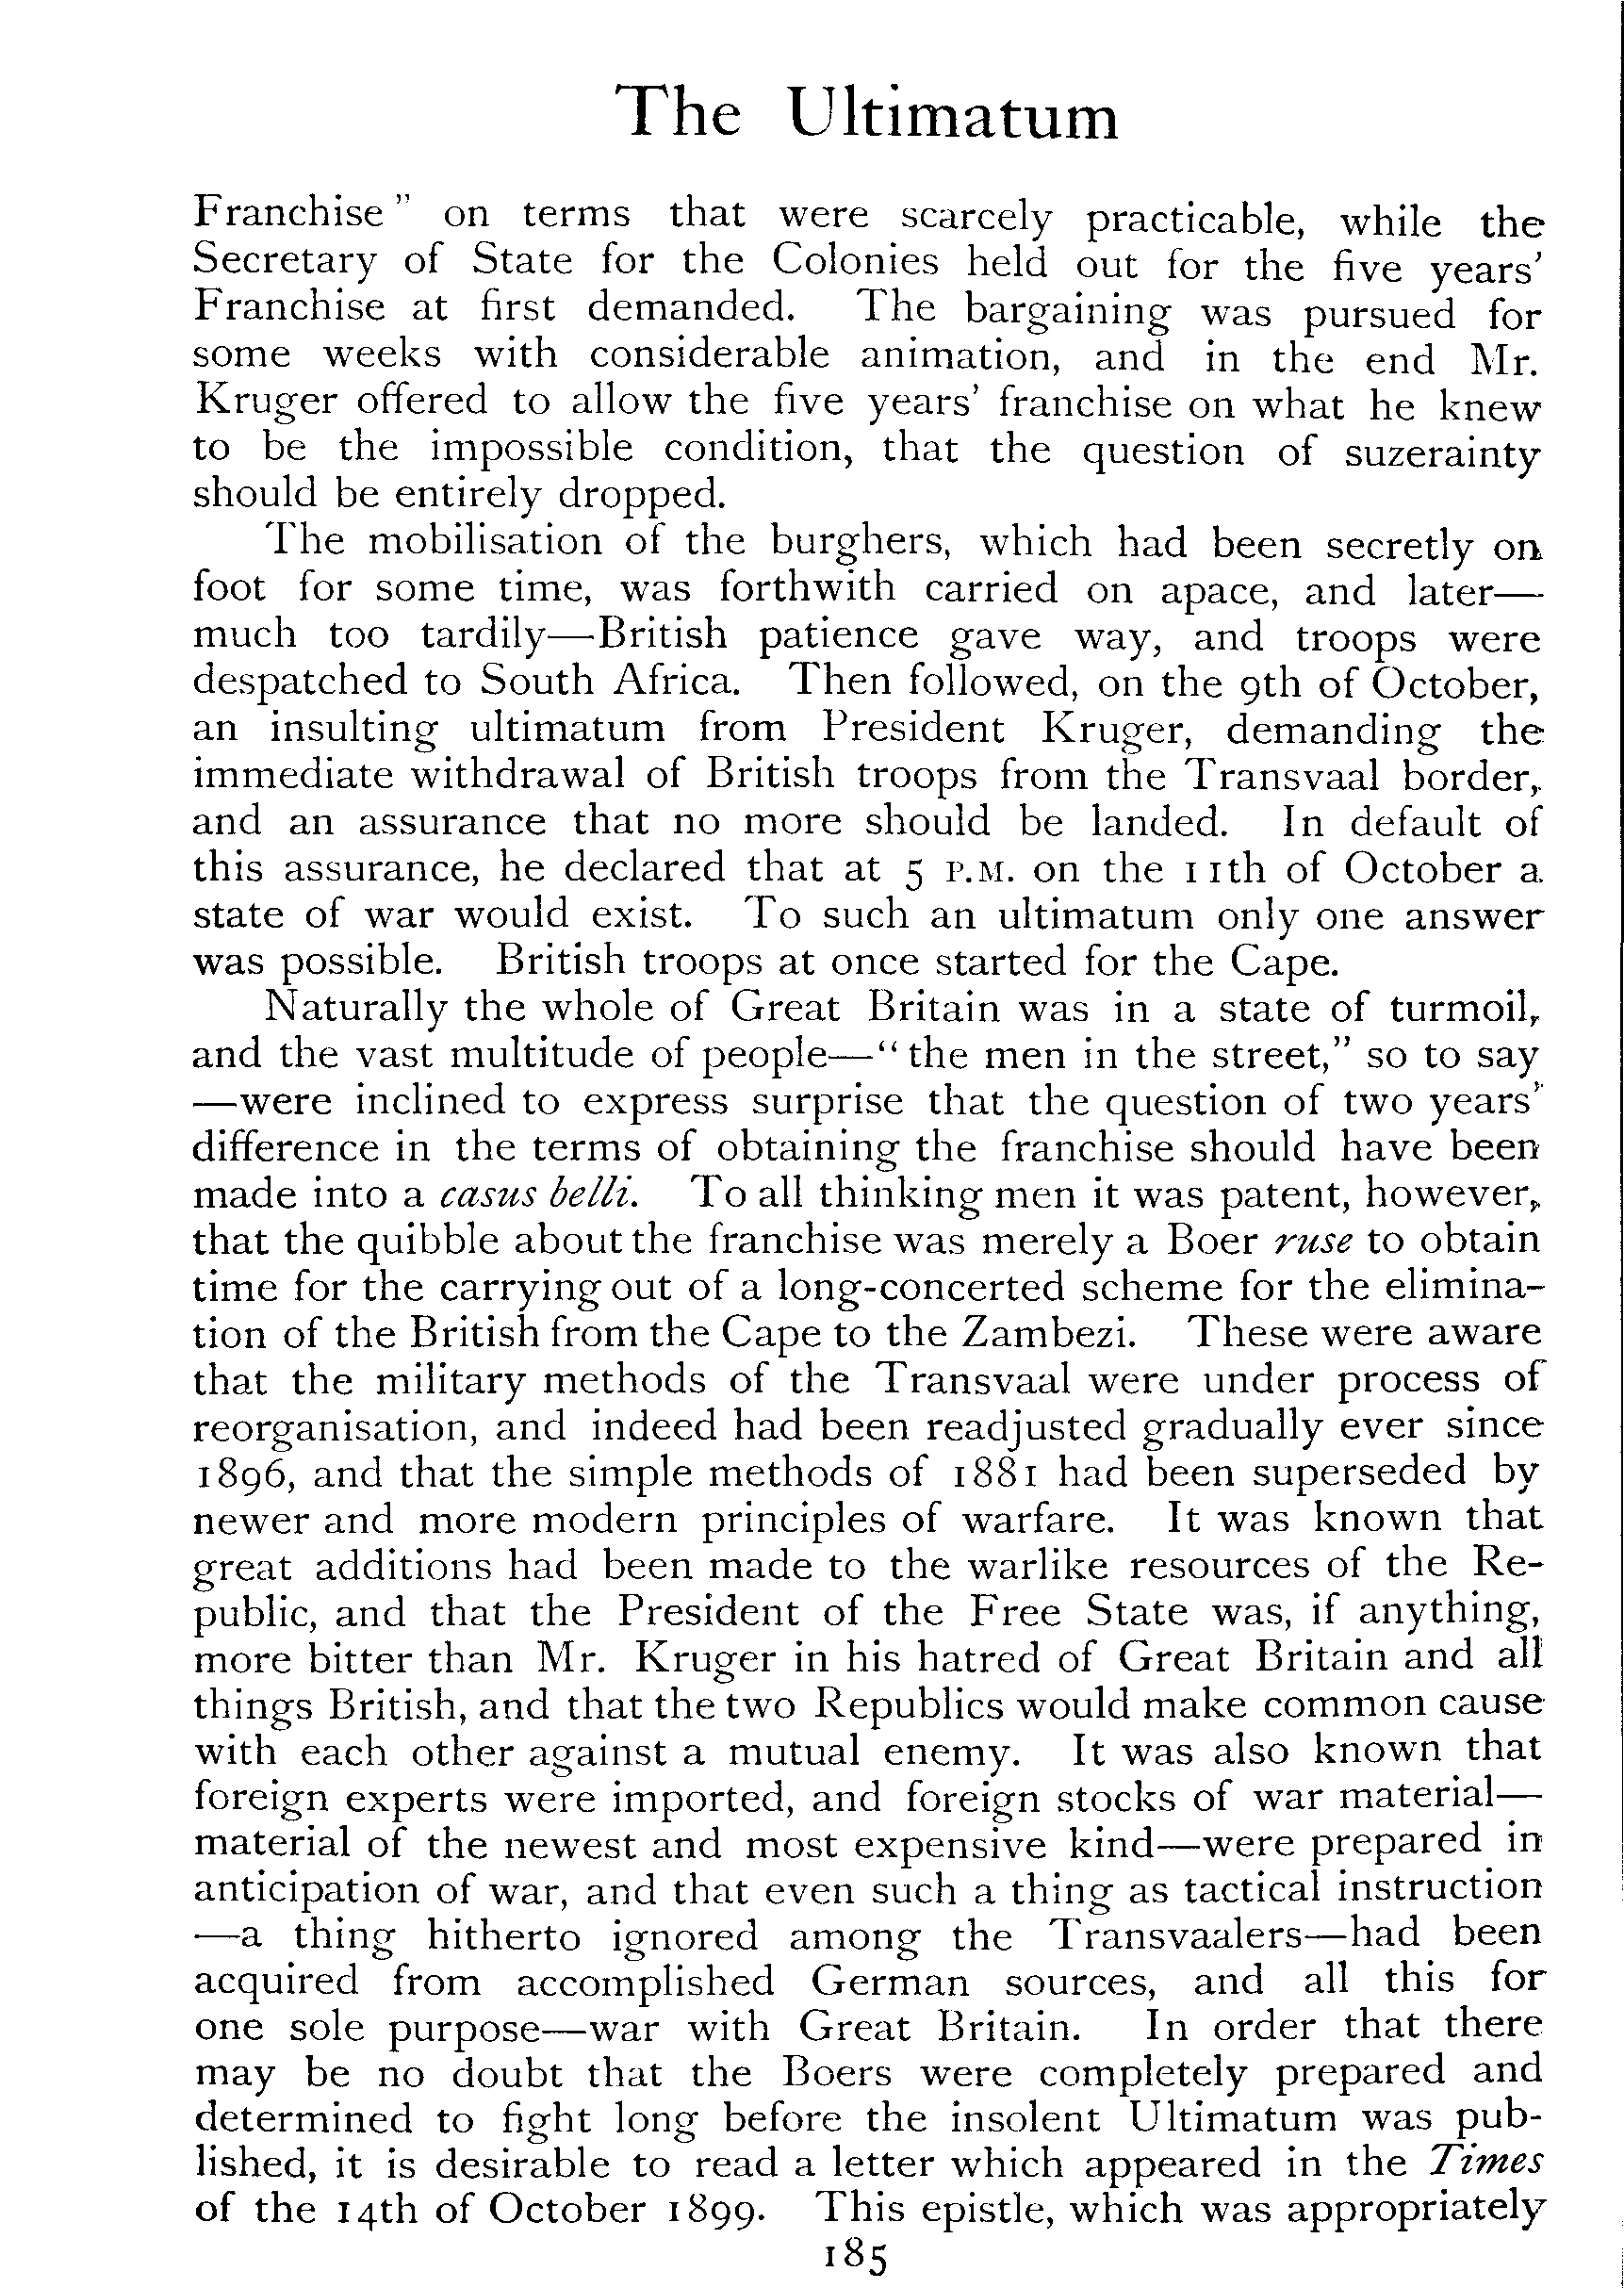 The Ultimatum
Franchise" on terms that were scarcely practicable, while the
Secretary of State for the Colonies held out for the five years'
Franchise at first demanded. The bargaining was pursued for
some weeks with considerable animation, and in the end Mr.
Kruger offered to allow the five years' franchise on what he knew
to be the impossible condition, that the question of suzerainty
should be entirely dropped.
The mobilisation of the burghers, which had been secretly on
foot for some time, was forthwith carried on apace, and later—
much too tardily—British patience gave way, and troops were
despatched to South Africa. Then followed, on the 9th of October,
an insulting ultimatum from President Kruger, demanding the
immediate withdrawal of British troops from the Transvaal border,
and an assurance that no more should be landed. In default of
this assurance, he declared that at 5 P.M. on the 11th of October a
state of war would exist. To such an ultimatum only one answer
was possible. British troops at once started for the Cape.
Naturally the whole of Great Britain was in a state of turmoil,
and the vast multitude of people—"the men in the street," so to say
—were inclined to express surprise that the question of two years'
difference in the terms of obtaining the franchise should have been
made into a casus belli. To all thinking men it was patent, however,
that the quibble about the franchise was merely a Boer ruse to obtain
time for the carrying out of a long-concerted scheme for the elimina-
tion of the British from the Cape to the Zambezi. These were aware
that the military methods of the Transvaal were under process of
reorganisation, and indeed had been readjusted gradually ever since
1896, and that the simple methods of 1881 had been superseded by
newer and more modern principles of warfare. It was known that
great additions had been made to the warlike resources of the Re-
public, and that the President of the Free State was, if anything,
more bitter than Mr. Kruger in his hatred of Great Britain and all
things British, and that the two Republics would make common cause
with each other against a mutual enemy. It was also known that
foreign experts were imported, and foreign stocks of war material—
material of the newest and most expensive kind—were prepared in
anticipation of war, and that even such a thing as tactical instruction
—a thing hitherto ignored among the Transvaalers—had been
acquired from accomplished German sources, and all this for
one sole purpose—war with Great Britain. In order that there
may be no doubt that the Boers were completely prepared and
determined to fight long before the insolent Ultimatum was pub-
lished, it is desirable to read a letter which appeared in the Times
of the 14th of October 1899. This epistle, which was appropriately
185